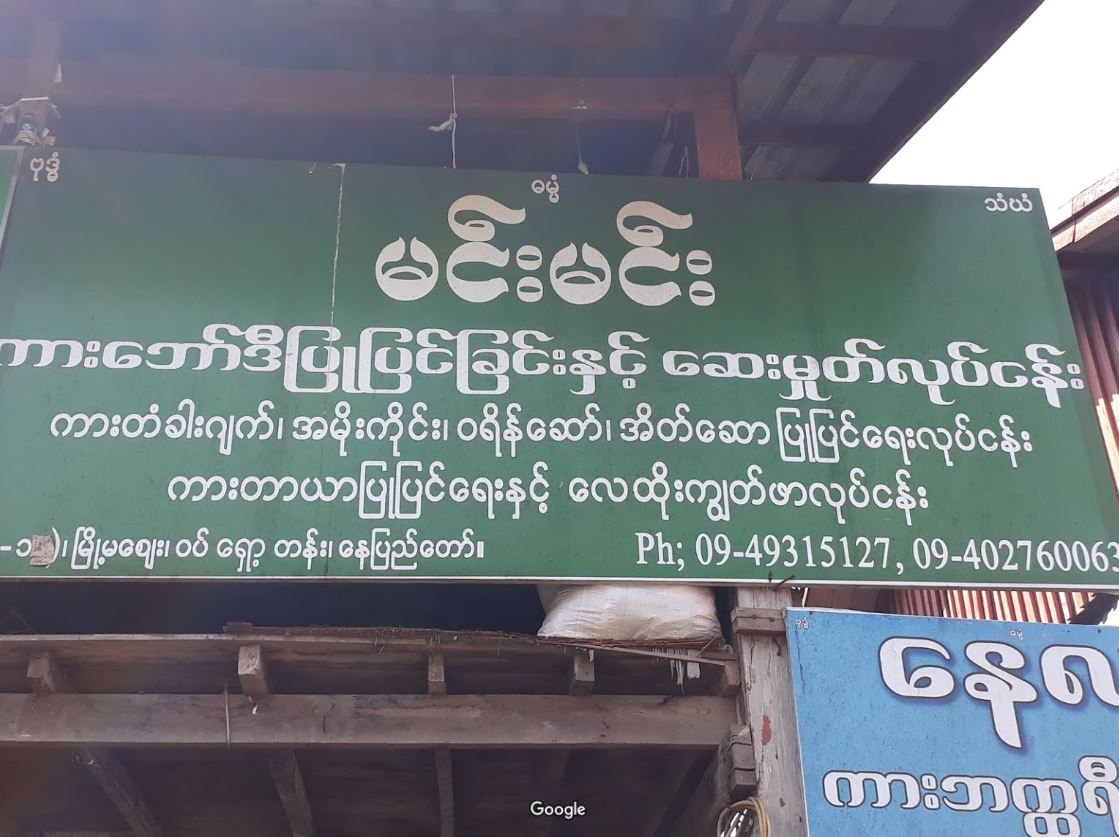 ဗုဒ္ဓံ ဓမ္မံ သံဃံ
မင်းမင်း
ကားဘော်ဒီပြုပြင်ခြင်းနှင့် ဆေးမှုတ်လုပ်ငန်း
ကားတံခါးဂျက်၊ အမိုးကိုင်း၊ ဝရိန်ဆော်၊ အိတ်ဆော ပြုပြင်ရေးလုပ်ငန်း
ကားတာယာပြုပြင်ရေးနှင့် လေထိုးကျွတ်ဖာလုပ်ငန်း
မြို့မဈေး၊ ဝပ် ရှော့ တန်း၊ နေပြည်တော်။ Ph; 09-49315127, 09-402760063
ဗုဒ္ဓံ ဓမ္မံ
နေလ
ကားဘက္ထရီ
Google